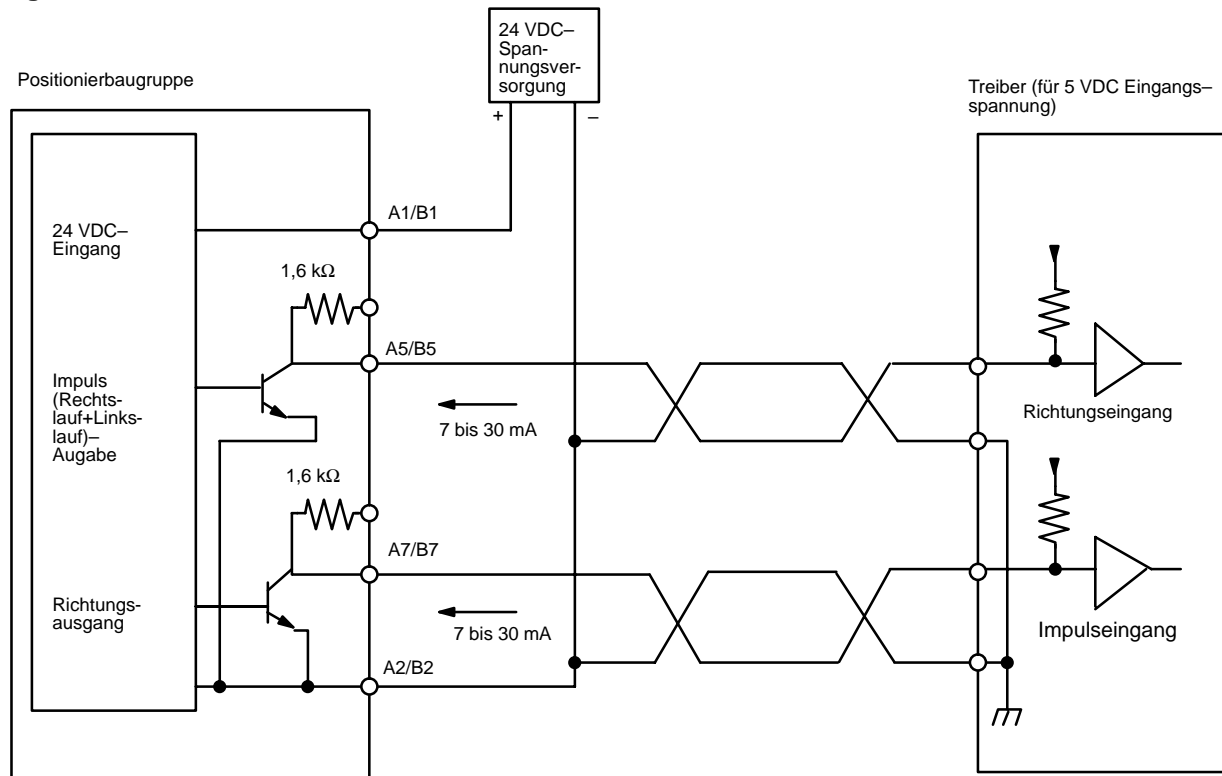 24 VDC–
Span-
nungsver-
sorgung
+ –
Positionierbaugruppe
Treiber (für 5 VDC Eingangs–
spannung)
24 VDC–
Eingang
A1/B1
1,6 kΩ
A5/B5
Impuls
(Rechts-
lauf+Links-
lauf)–
Augabe
7 bis 30 mA
Richtungseingang
1,6 kΩ
A7/B7
Richtungs-
ausgang
7 bis 30 mA
Impulseingang
A2/B2